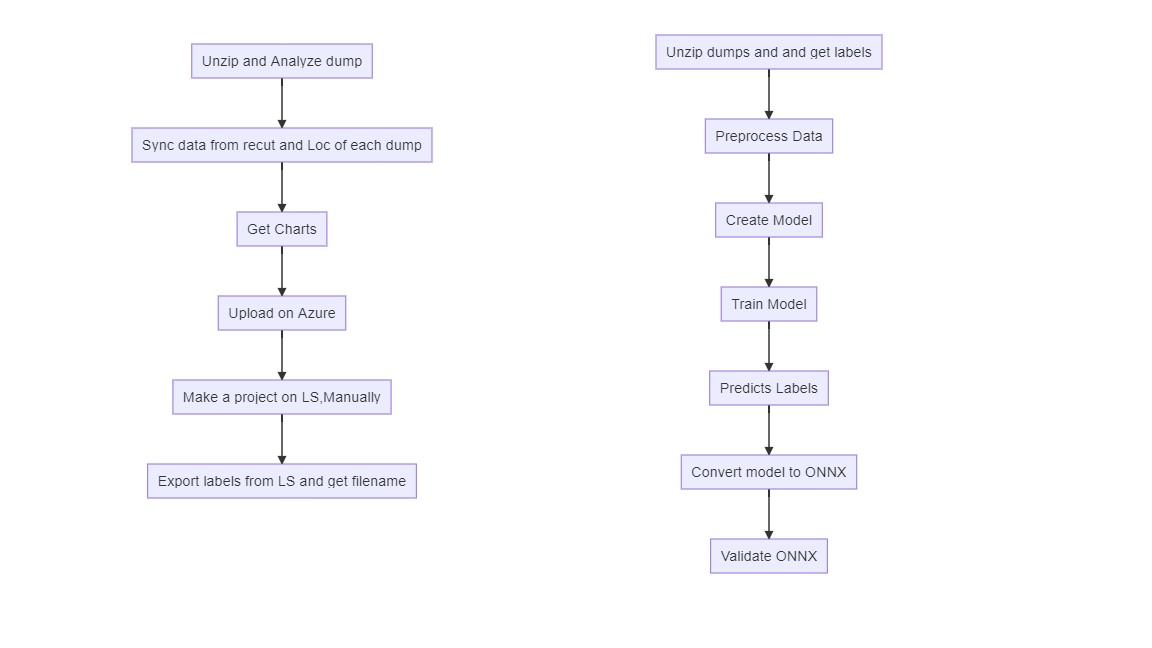 Unzip and Analyze dump
Sync data from recut and Loc of each dump
Get Charts
Upload on Azure
Make a project on LS,Manually
Export labels from LS and get filename
Unzip dumps and and get labels
Preprocess Data
Create Model
Train Model
Predicts Labels
Convert model to ONNX
Validate ONNX